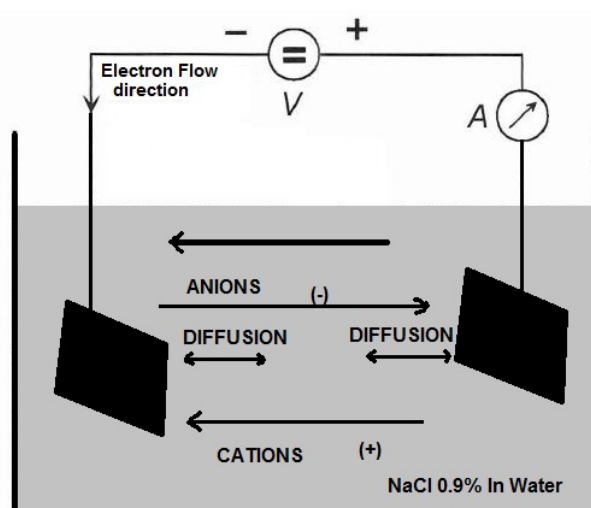 − +
Electron Flow
direction
=
V
A
ANIONS (-)
DIFFUSION DIFFUSION
CATIONS (+)
NaCl 0.9% In Water